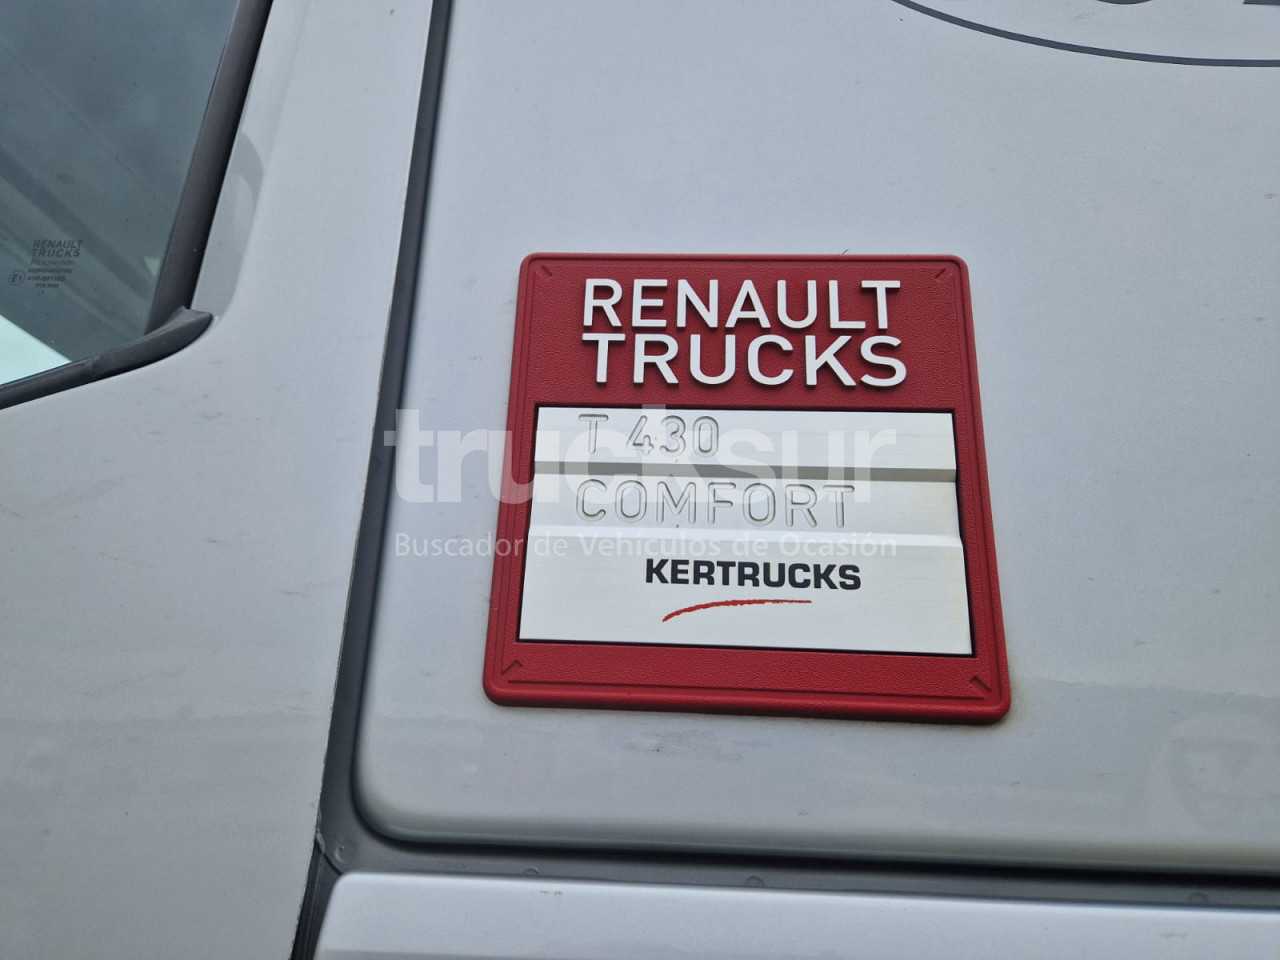 RENAULT
TRUCKS
RENAULT
TRUCKS
T 430
COMFORT
KERTRUCKS
trucksur
Buscador de Vehículos de Ocasión